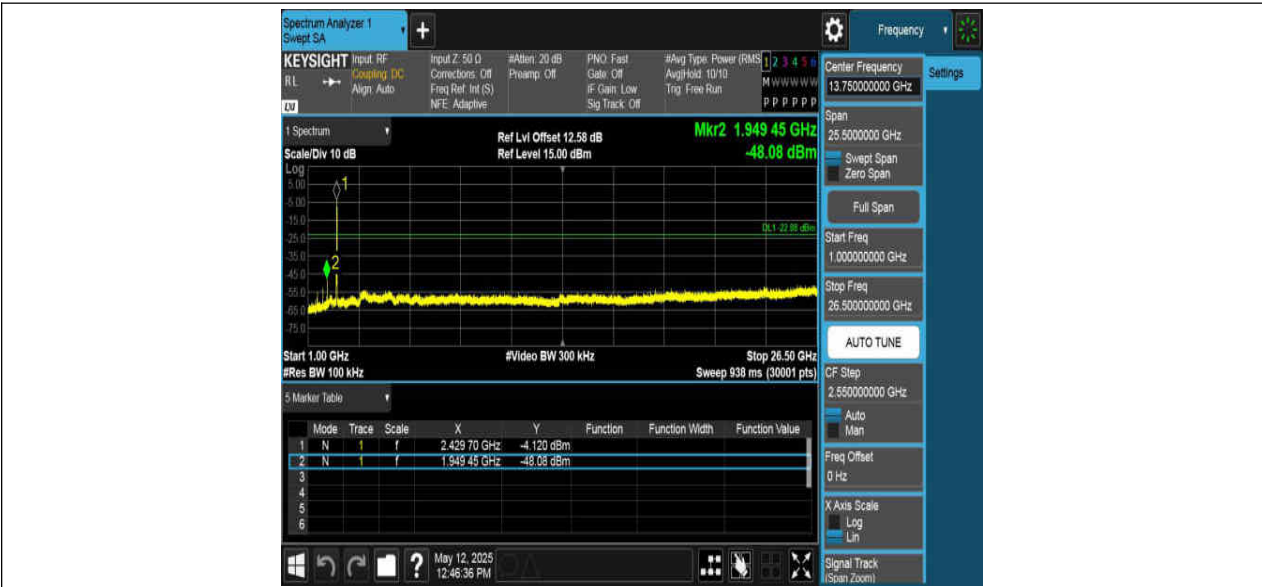 Spectrum Analyzer 1
Swept SA
+
Frequency
KEYSIGHT
RL
LXI
Input: RF
Coupling: DC
Align: Auto
Input Z: 50 Ω
Corrections: Off
Freq Ref: Int (S)
NFE: Adaptive
#Atten: 20 dB
Preamp: Off
PNO: Fast
Gate: Off
IF Gain: Low
Sig Track: Off
#Avg Type: Power (RMS
Avg|Hold: 10/10
Trig: Free Run
1 2 3 4 5 6
M W W W W W
P P P P P P
1 Spectrum
Scale/Div 10 dB
Ref Lvl Offset 12.58 dB
Ref Level 15.00 dBm
Mkr2 1.949 45 GHz
-48.08 dBm
Log
5.00
-5.00
-15.0
-25.0
-35.0
-45.0
-55.0
-65.0
-75.0
1
2
DL1 -22.88 dBm
Start 1.00 GHz
#Res BW 100 kHz
#Video BW 300 kHz
Stop 26.50 GHz
Sweep 938 ms (30001 pts)
5 Marker Table
Mode Trace Scale X Y Function Function Width Function Value
1 N 1 f 2.429 70 GHz -4.120 dBm
2 N 1 f 1.949 45 GHz -48.08 dBm
3
4
5
6
May 12, 2025
12:46:36 PM
Center Frequency
13.750000000 GHz
Settings
Span
25.5000000 GHz
Swept Span
Zero Span
Full Span
Start Freq
1.000000000 GHz
Stop Freq
26.500000000 GHz
AUTO TUNE
CF Step
2.550000000 GHz
Auto
Man
Freq Offset
0 Hz
X Axis Scale
Log
Lin
Signal Track
(Span Zoom)